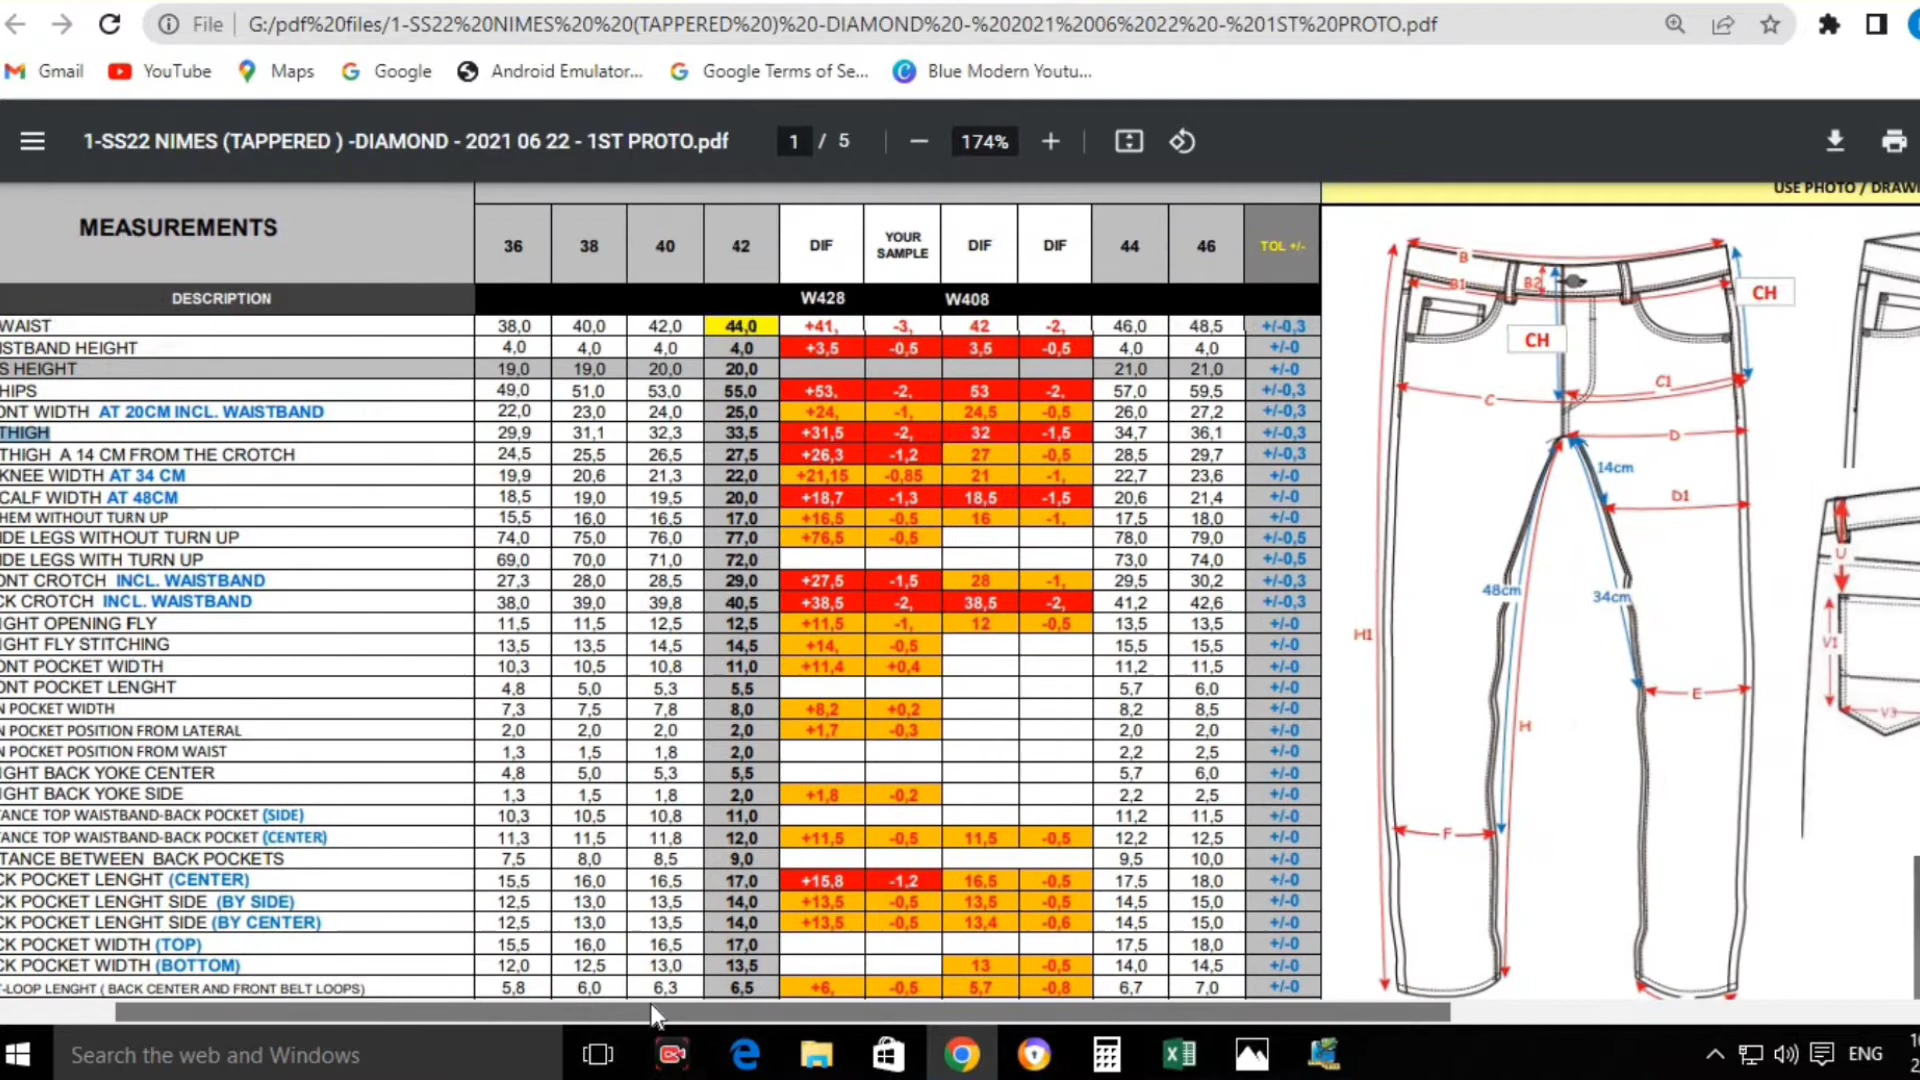 File G:/pdf%20files/1-SS22%20NIMES%20%20(TAPPERED%20)%20-DIAMOND%20-%202021%2006%2022%20-%201ST%20PROTO.pdf
Gmail YouTube Maps Google Android Emulator... Google Terms of Se... Blue Modern Youtu...
1-SS22 NIMES (TAPPERED ) -DIAMOND - 2021 06 22 - 1ST PROTO.pdf 1 / 5 174%
USE PHOTO / DRAW
MEASUREMENTS 36 38 40 42 DIF YOUR SAMPLE DIF DIF 44 46 TOL +/-
DESCRIPTION W428 W408
WAIST 38,0 40,0 42,0 44,0 +41, -3, 42 -2, 46,0 48,5 +/-0,3
ISTBAND HEIGHT 4,0 4,0 4,0 4,0 +3,5 -0,5 3,5 -0,5 4,0 4,0 +/-0
S HEIGHT 19,0 19,0 20,0 20,0 21,0 21,0 +/-0
HIPS 49,0 51,0 53,0 55,0 +53, -2, 53 -2, 57,0 59,5 +/-0,3
ONT WIDTH AT 20CM INCL. WAISTBAND 22,0 23,0 24,0 25,0 +24, -1, 24,5 -0,5 26,0 27,2 +/-0,3
THIGH 29,9 31,1 32,3 33,5 +31,5 -2, 32 -1,5 34,7 36,1 +/-0,3
THIGH A 14 CM FROM THE CROTCH 24,5 25,5 26,5 27,5 +26,3 -1,2 27 -0,5 28,5 29,7 +/-0,3
KNEE WIDTH AT 34 CM 19,9 20,6 21,3 22,0 +21,15 -0,85 21 -1, 22,7 23,6 +/-0
CALF WIDTH AT 48CM 18,5 19,0 19,5 20,0 +18,7 -1,3 18,5 -1,5 20,6 21,4 +/-0
HEM WITHOUT TURN UP 15,5 16,0 16,5 17,0 +16,5 -0,5 16 -1, 17,5 18,0 +/-0
IDE LEGS WITHOUT TURN UP 74,0 75,0 76,0 77,0 +76,5 -0,5 78,0 79,0 +/-0,5
IDE LEGS WITH TURN UP 69,0 70,0 71,0 72,0 73,0 74,0 +/-0,5
ONT CROTCH INCL. WAISTBAND 27,3 28,0 28,5 29,0 +27,5 -1,5 28 -1, 29,5 30,2 +/-0,3
CK CROTCH INCL. WAISTBAND 38,0 39,0 39,8 40,5 +38,5 -2, 38,5 -2, 41,2 42,6 +/-0,3
IGHT OPENING FLY 11,5 11,5 12,5 12,5 +11,5 -1, 12 -0,5 13,5 13,5 +/-0
IGHT FLY STITCHING 13,5 13,5 14,5 14,5 +14, -0,5 15,5 15,5 +/-0
ONT POCKET WIDTH 10,3 10,5 10,8 11,0 +11,4 +0,4 11,2 11,5 +/-0
ONT POCKET LENGHT 4,8 5,0 5,3 5,5 5,7 6,0 +/-0
N POCKET WIDTH 7,3 7,5 7,8 8,0 +8,2 +0,2 8,2 8,5 +/-0
N POCKET POSITION FROM LATERAL 2,0 2,0 2,0 2,0 +1,7 -0,3 2,0 2,0 +/-0
N POCKET POSITION FROM WAIST 1,3 1,5 1,8 2,0 2,2 2,5 +/-0
IGHT BACK YOKE CENTER 4,8 5,0 5,3 5,5 5,7 6,0 +/-0
IGHT BACK YOKE SIDE 1,3 1,5 1,8 2,0 +1,8 -0,2 2,2 2,5 +/-0
TANCE TOP WAISTBAND-BACK POCKET (SIDE) 10,3 10,5 10,8 11,0 11,2 11,5 +/-0
TANCE TOP WAISTBAND-BACK POCKET (CENTER) 11,3 11,5 11,8 12,0 +11,5 -0,5 11,5 -0,5 12,2 12,5 +/-0
TANCE BETWEEN BACK POCKETS 7,5 8,0 8,5 9,0 9,5 10,0 +/-0
CK POCKET LENGHT (CENTER) 15,5 16,0 16,5 17,0 +15,8 -1,2 16,5 -0,5 17,5 18,0 +/-0
CK POCKET LENGHT SIDE (BY SIDE) 12,5 13,0 13,5 14,0 +13,5 -0,5 13,5 -0,5 14,5 15,0 +/-0
CK POCKET LENGHT SIDE (BY CENTER) 12,5 13,0 13,5 14,0 +13,5 -0,5 13,4 -0,6 14,5 15,0 +/-0
CK POCKET WIDTH (TOP) 15,5 16,0 16,5 17,0 17,5 18,0 +/-0
CK POCKET WIDTH (BOTTOM) 12,0 12,5 13,0 13,5 13 -0,5 14,0 14,5 +/-0
-LOOP LENGHT ( BACK CENTER AND FRONT BELT LOOPS) 5,8 6,0 6,3 6,5 +6, -0,5 5,7 -0,8 6,7 7,0 +/-0
B
B1 B2 CH
CH
C C1
D
14cm
D1
U
48cm 34cm
H1 V1
E
V3
H
F
Search the web and Windows ENG